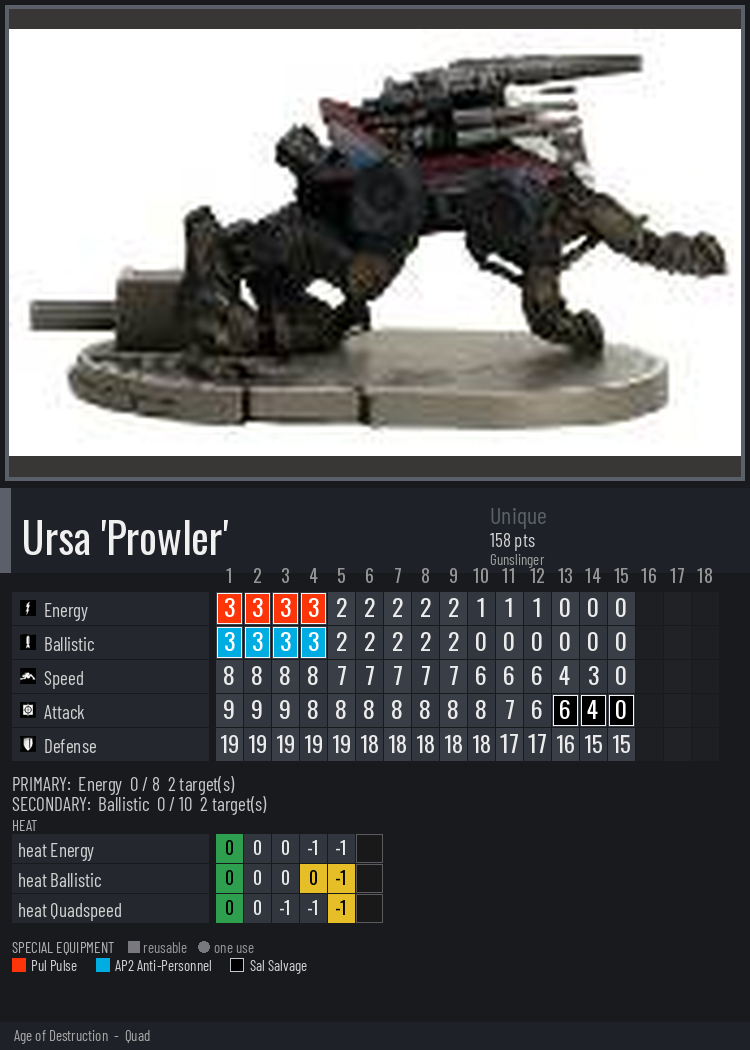 Ursa 'Prowler'
Unique
158 pts
Gunslinger
1 2 3 4 5 6 7 8 9 10 11 12 13 14 15 16 17 18
Energy 3 3 3 3 2 2 2 2 2 1 1 1 0 0 0
Ballistic 3 3 3 3 2 2 2 2 2 0 0 0 0 0 0
Speed 8 8 8 8 7 7 7 7 7 6 6 6 4 3 0
Attack 9 9 9 8 8 8 8 8 8 8 7 6 6 4 0
Defense 19 19 19 19 19 18 18 18 18 18 17 17 16 15 15
PRIMARY: Energy 0 / 8 2 target(s)
SECONDARY: Ballistic 0 / 10 2 target(s)
HEAT
heat Energy 0 0 0 -1 -1
heat Ballistic 0 0 0 0 -1
heat Quadspeed 0 0 -1 -1 -1
SPECIAL EQUIPMENT reusable one use
Pul Pulse AP2 Anti-Personnel Sal Salvage
Age of Destruction - Quad